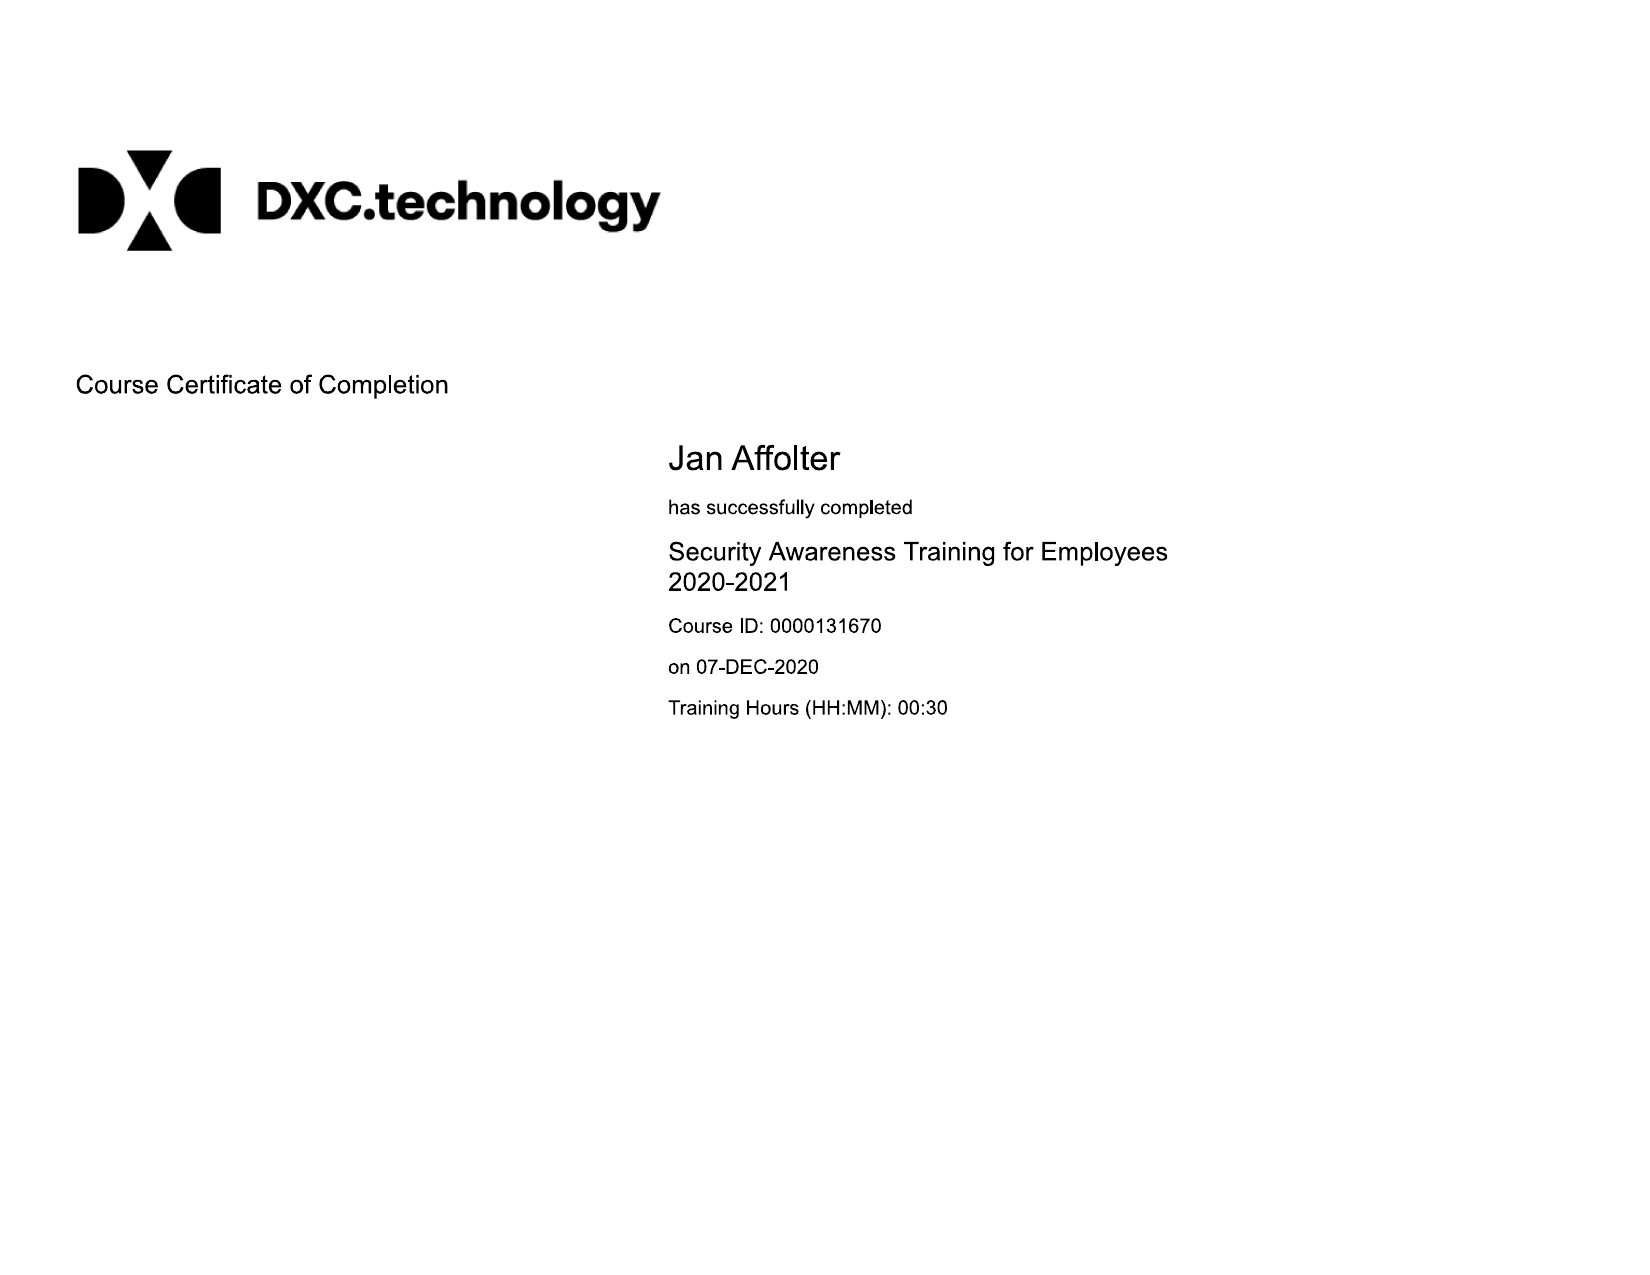 DXC.technology
Course Certificate of Completion
Jan Affolter
has successfully completed
Security Awareness Training for Employees
2020-2021
Course ID: 0000131670
on 07-DEC-2020
Training Hours (HH:MM): 00:30